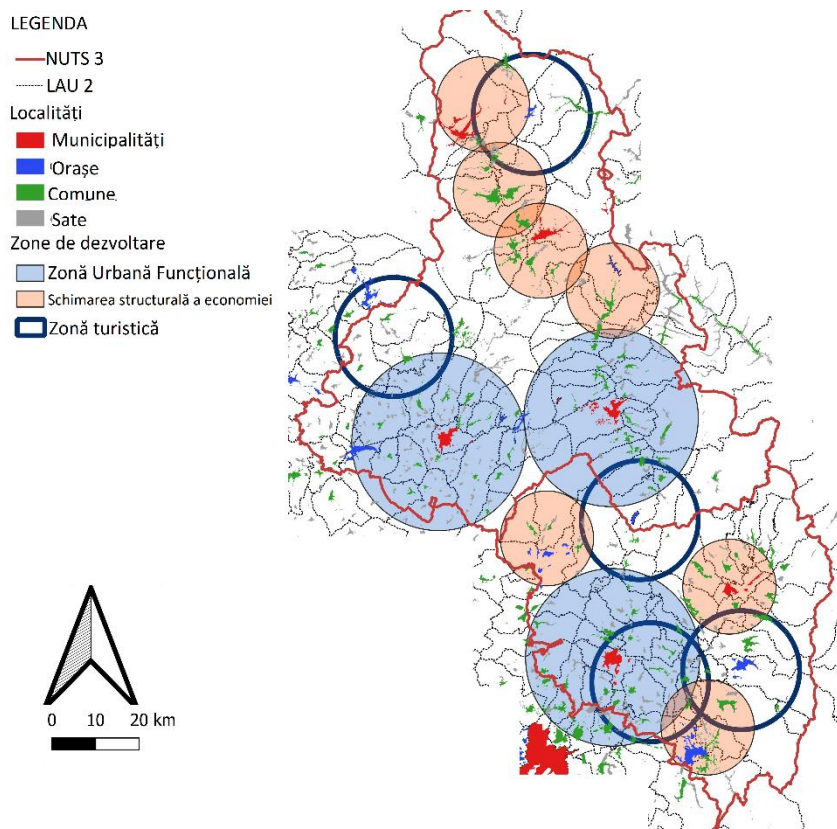 LEGENDA
NUTS 3
LAU 2
Localități
Municipalități
Orașe
Comune
Sate
Zone de dezvoltare
Zonă Urbană Funcțională
Schimarea structurală a economiei
Zonă turistică
0 10 20 km